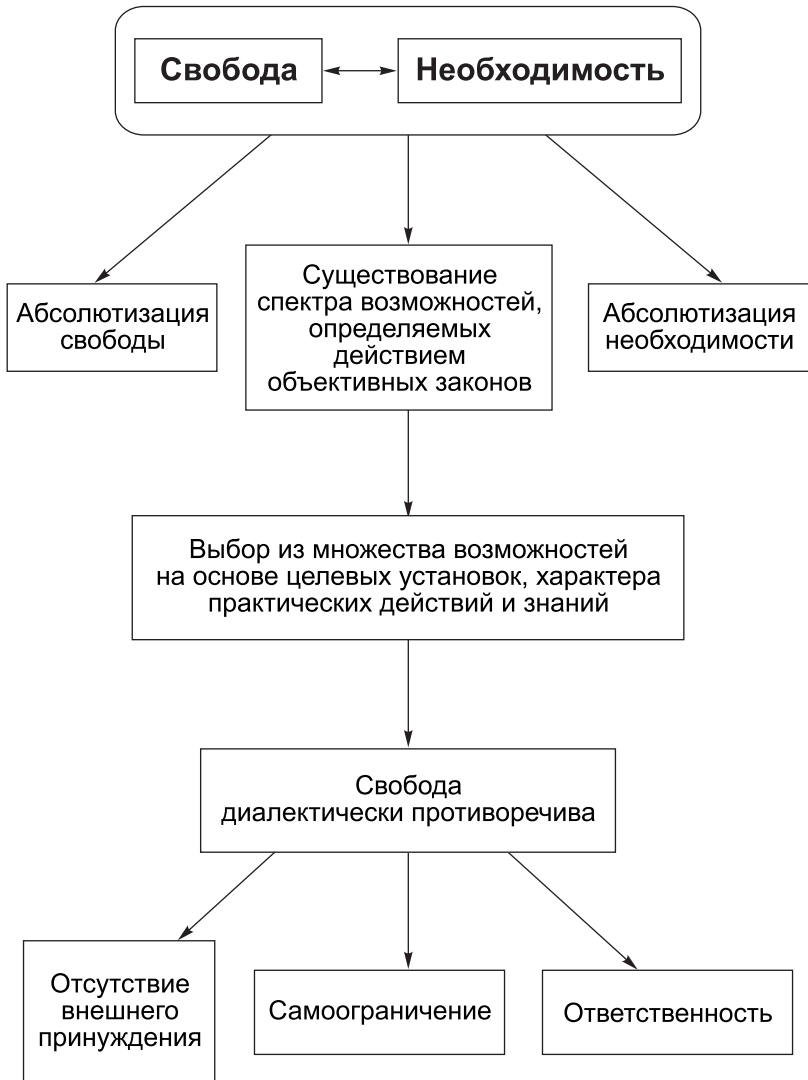 Свобода
Необходимость
Абсолютизация
свободы
Существование
спектра возможностей,
определяемых
действием
объективных законов
Абсолютизация
необходимости
Выбор из множества возможностей
на основе целевых установок, характера
практических действий и знаний
Свобода
диалектически противоречива
Отсутствие
внешнего
принуждения
Самоограничение
Ответственность